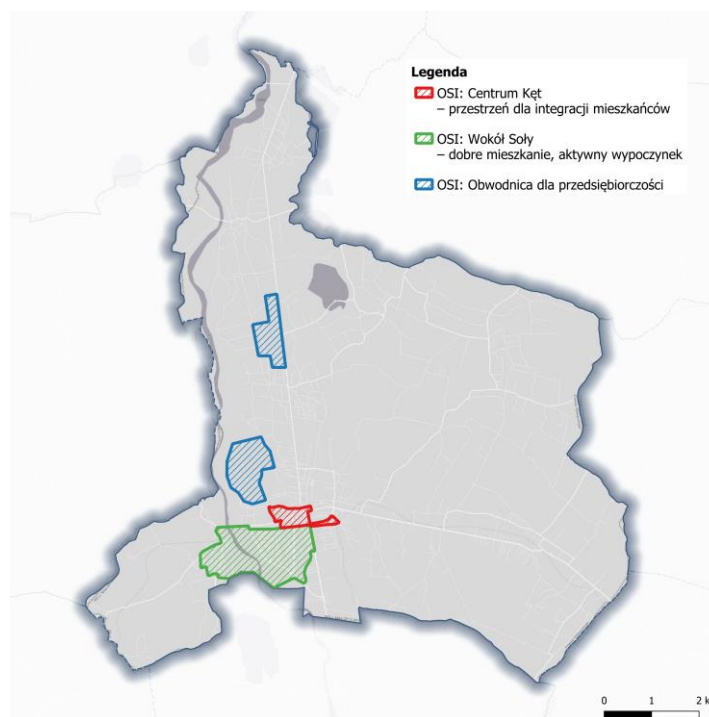 Legenda
OSI: Centrum Kęt
– przestrzeń dla integracji mieszkańców
OSI: Wokół Soły
– dobre mieszkanie, aktywny wypoczynek
OSI: Obwodnica dla przedsiębiorczości
0 1 2 k